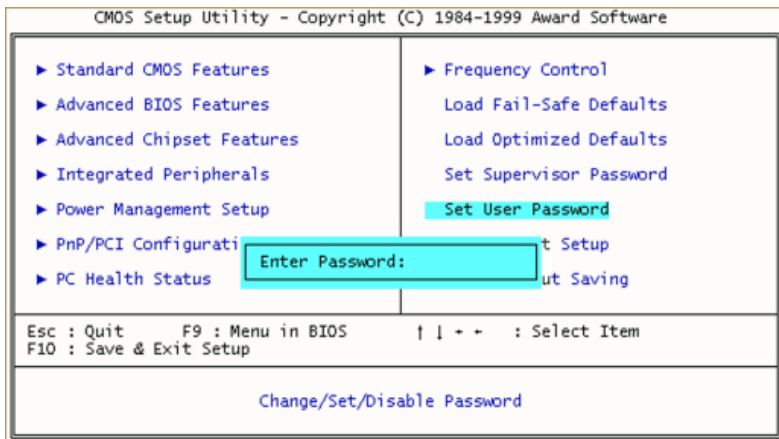 CMOS Setup Utility - Copyright (C) 1984-1999 Award Software
► Standard CMOS Features
► Advanced BIOS Features
► Advanced Chipset Features
► Integrated Peripherals
► Power Management Setup
► PnP/PCI Configurati
► PC Health Status
► Frequency Control
Load Fail-Safe Defaults
Load Optimized Defaults
Set Supervisor Password
Set User Password
t Setup
ut Saving
Enter Password:
Esc : Quit F9 : Menu in BIOS ↑ ↓ ← ← : Select Item
F10 : Save & Exit Setup
Change/Set/Disable Password